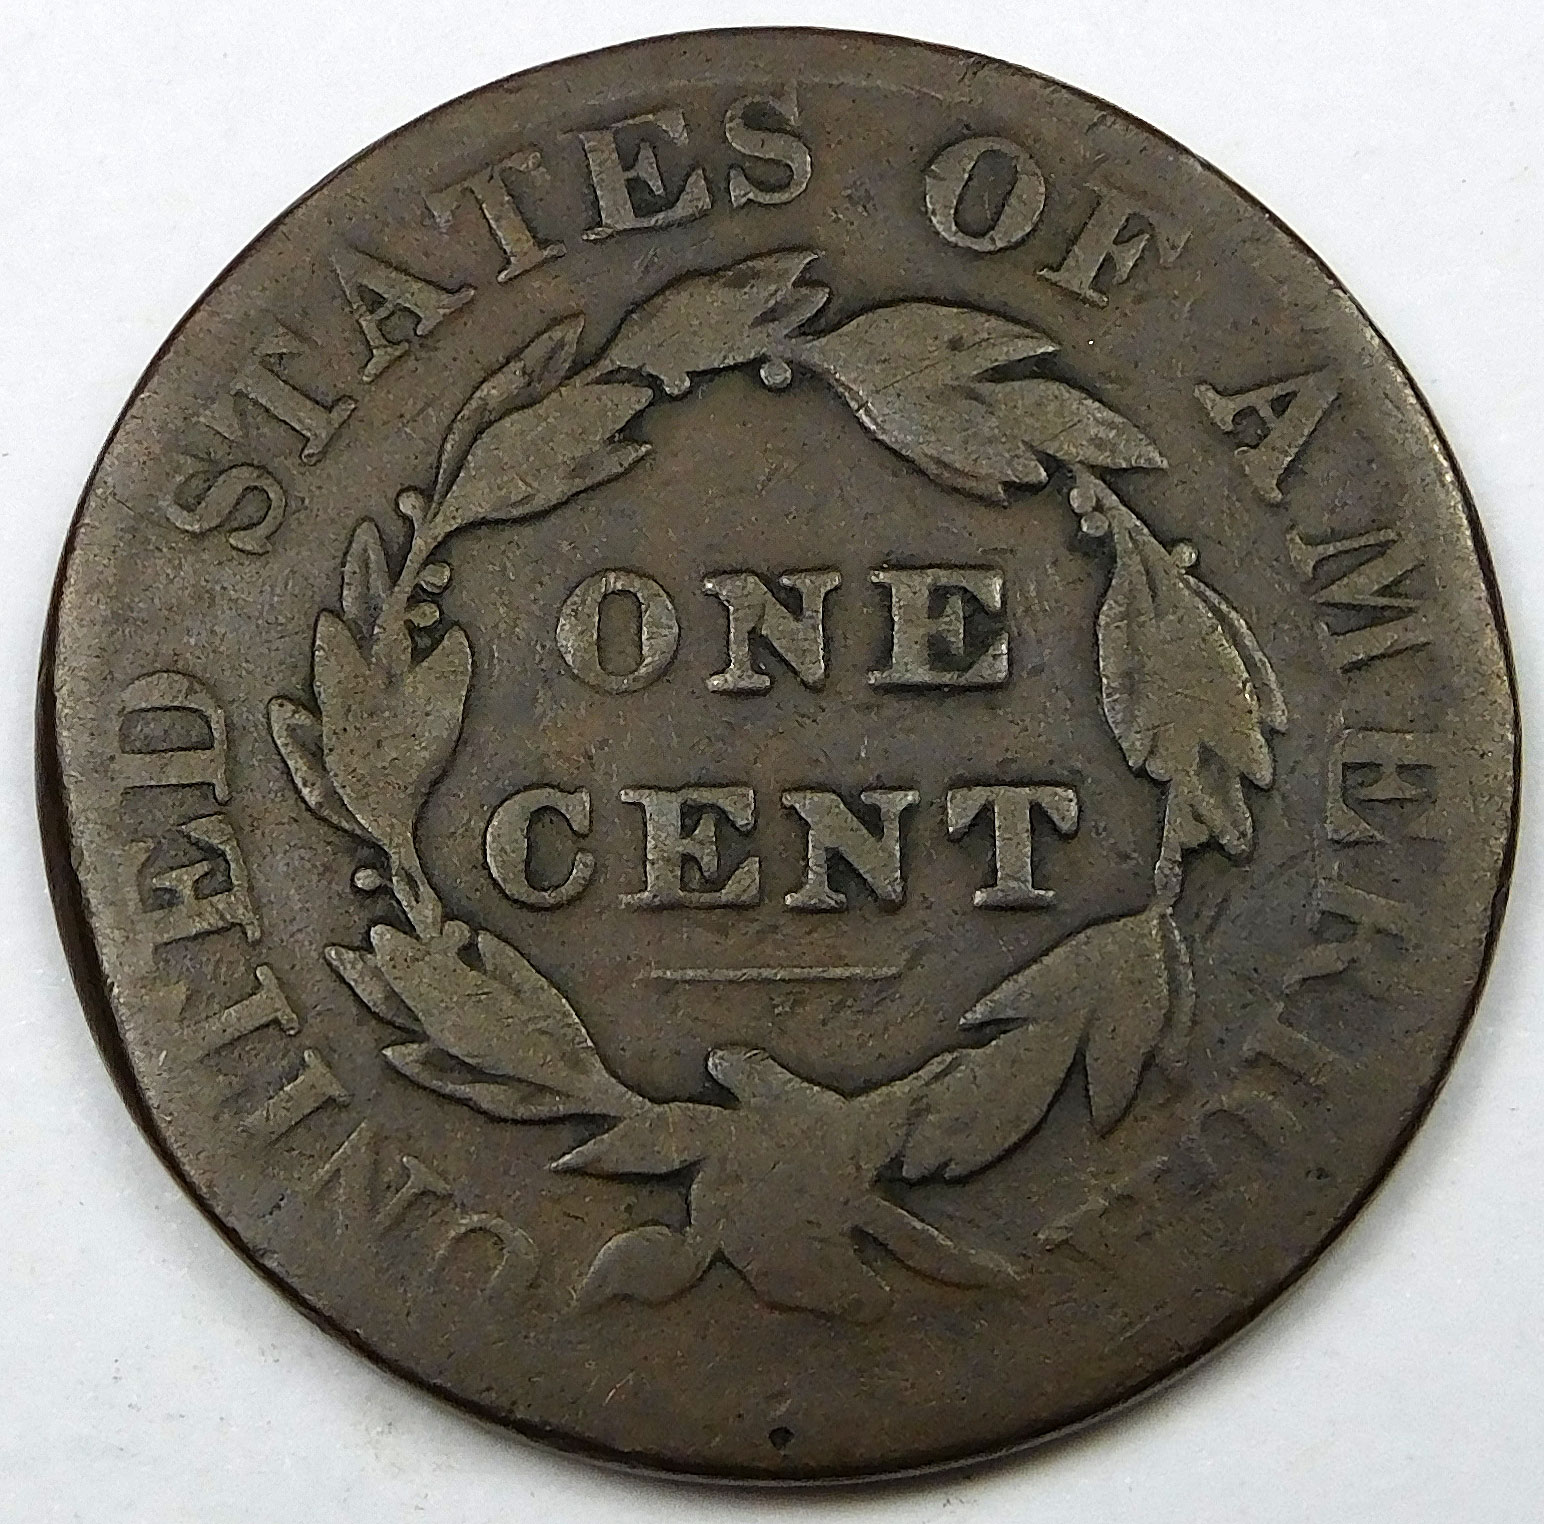 UNITED STATES OF AMERICA
ONE
CENT